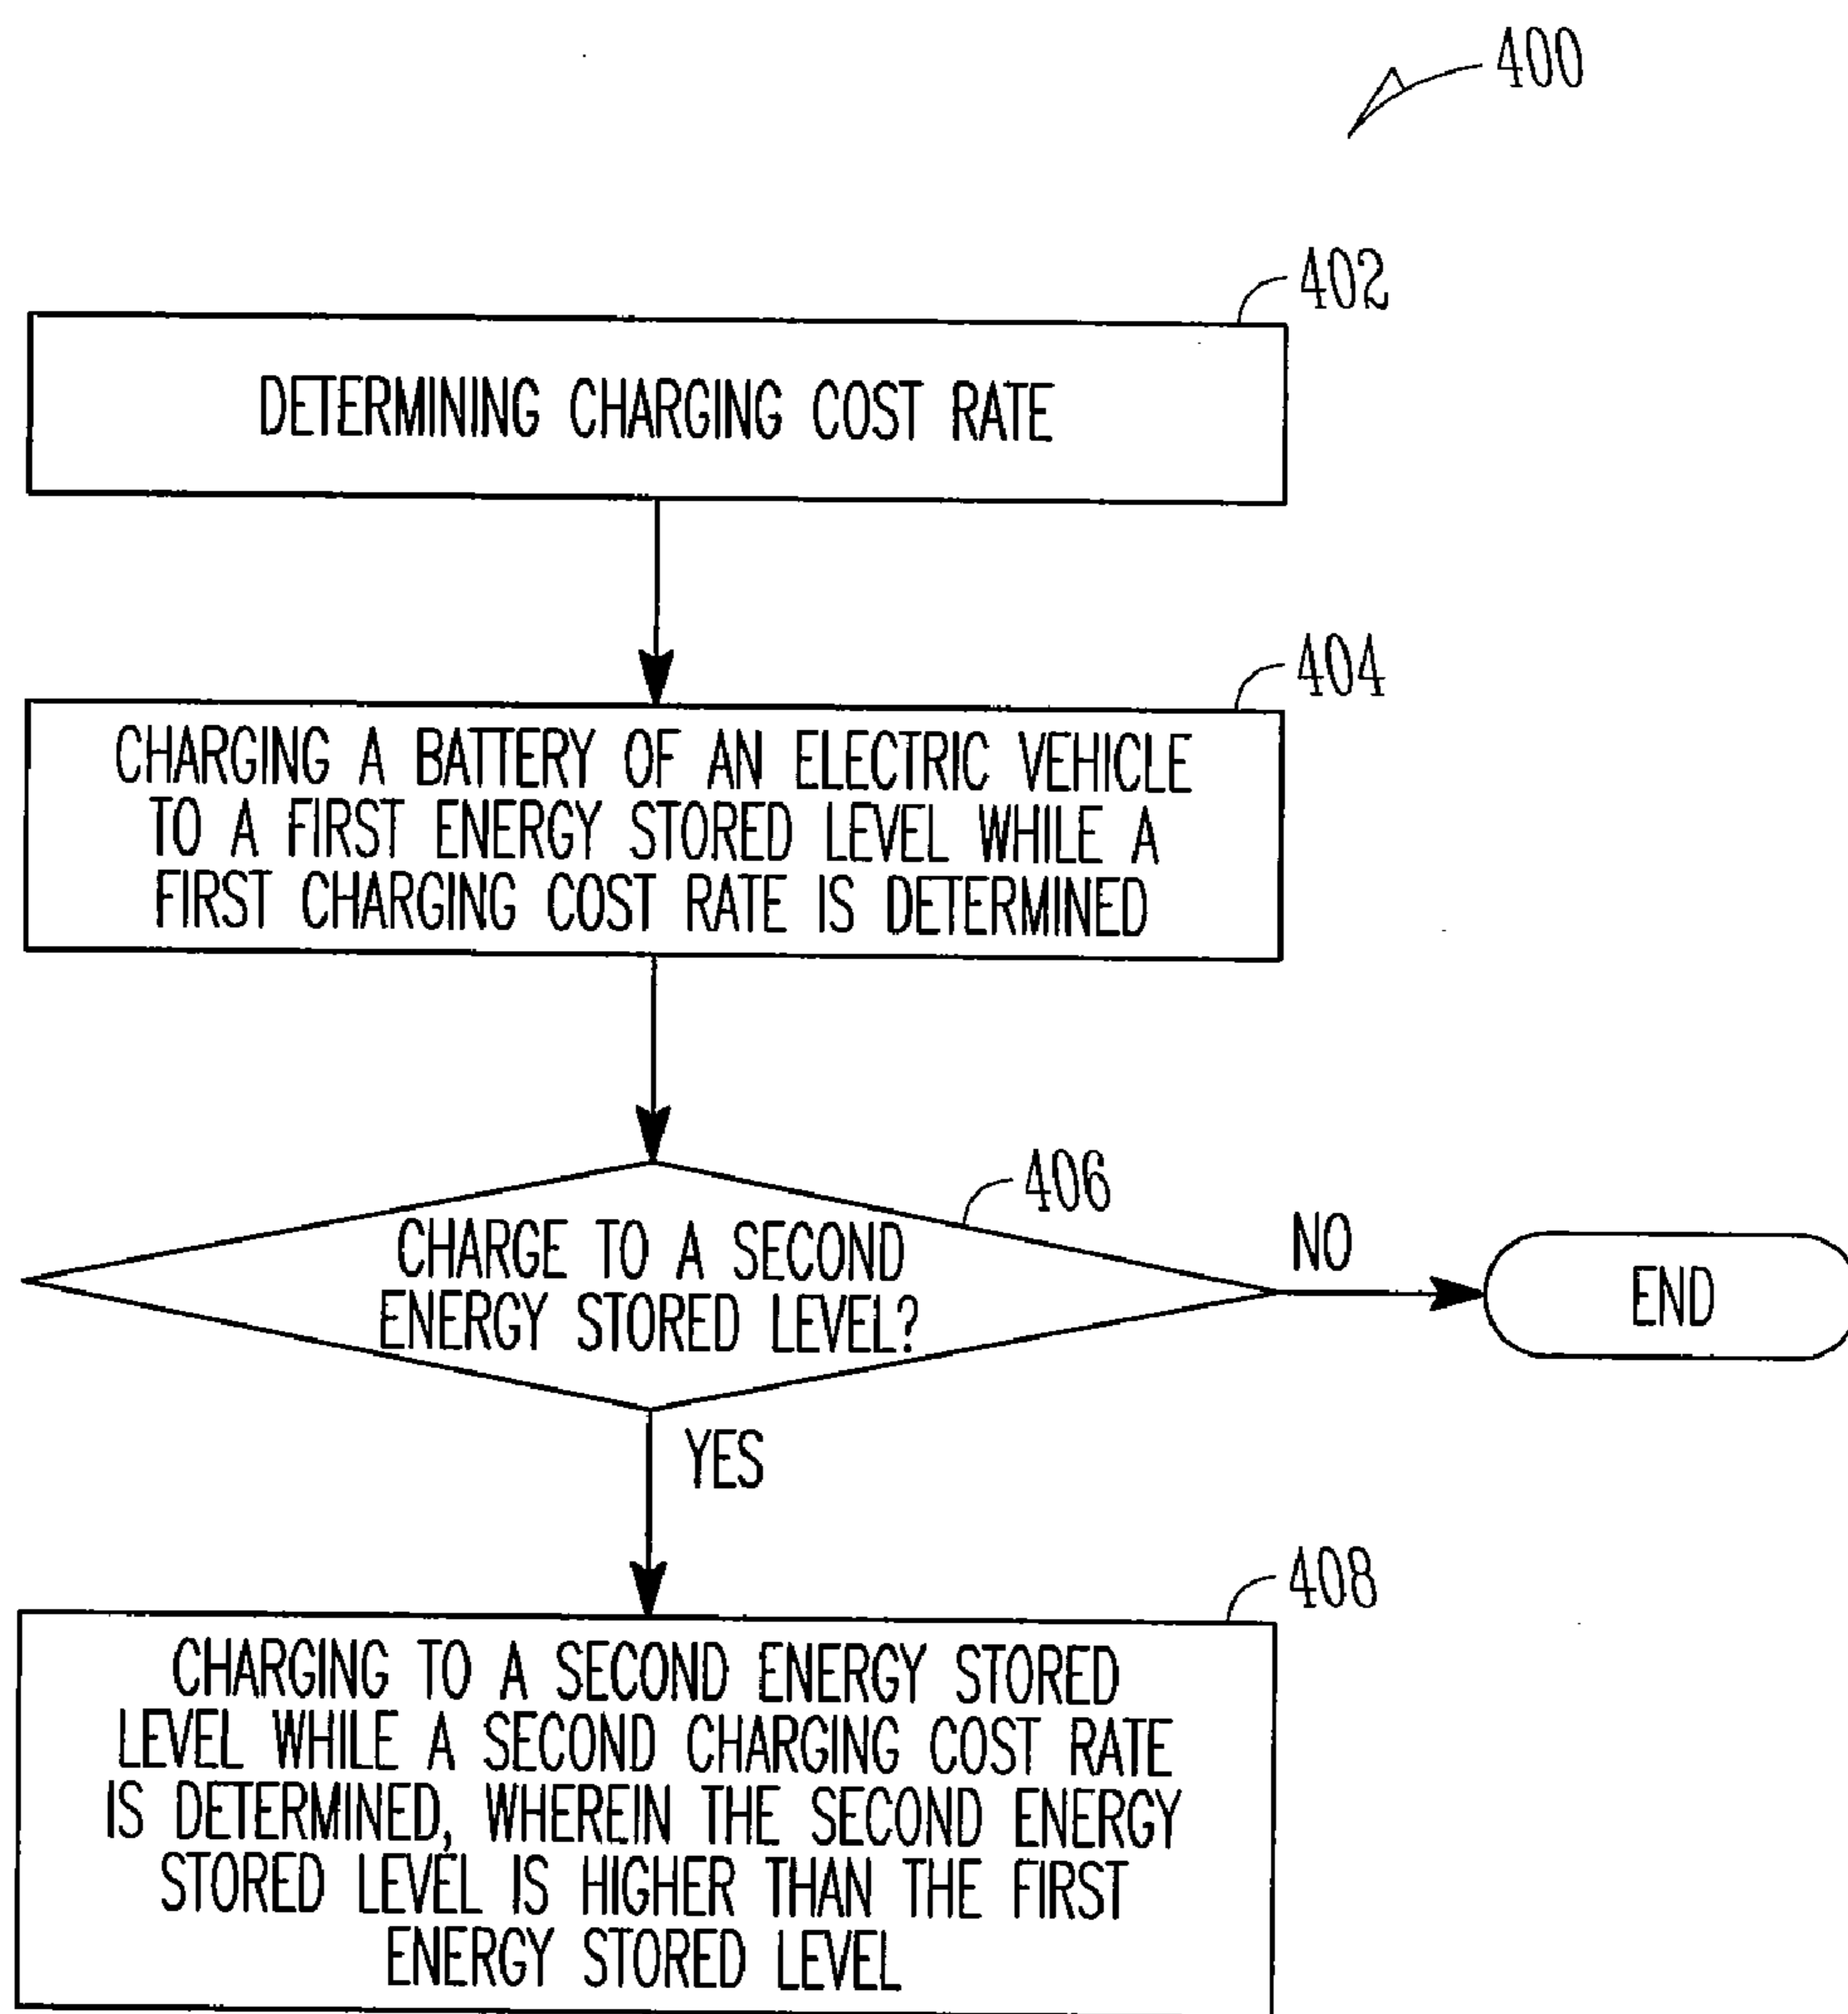 400
402
DETERMINING CHARGING COST RATE
404
CHARGING A BATTERY OF AN ELECTRIC VEHICLE
TO A FIRST ENERGY STORED LEVEL WHILE A
FIRST CHARGING COST RATE IS DETERMINED
406
CHARGE TO A SECOND
ENERGY STORED LEVEL?
NO
END
YES
408
CHARGING TO A SECOND ENERGY STORED
LEVEL WHILE A SECOND CHARGING COST RATE
IS DETERMINED, WHEREIN THE SECOND ENERGY
STORED LEVEL IS HIGHER THAN THE FIRST
ENERGY STORED LEVEL